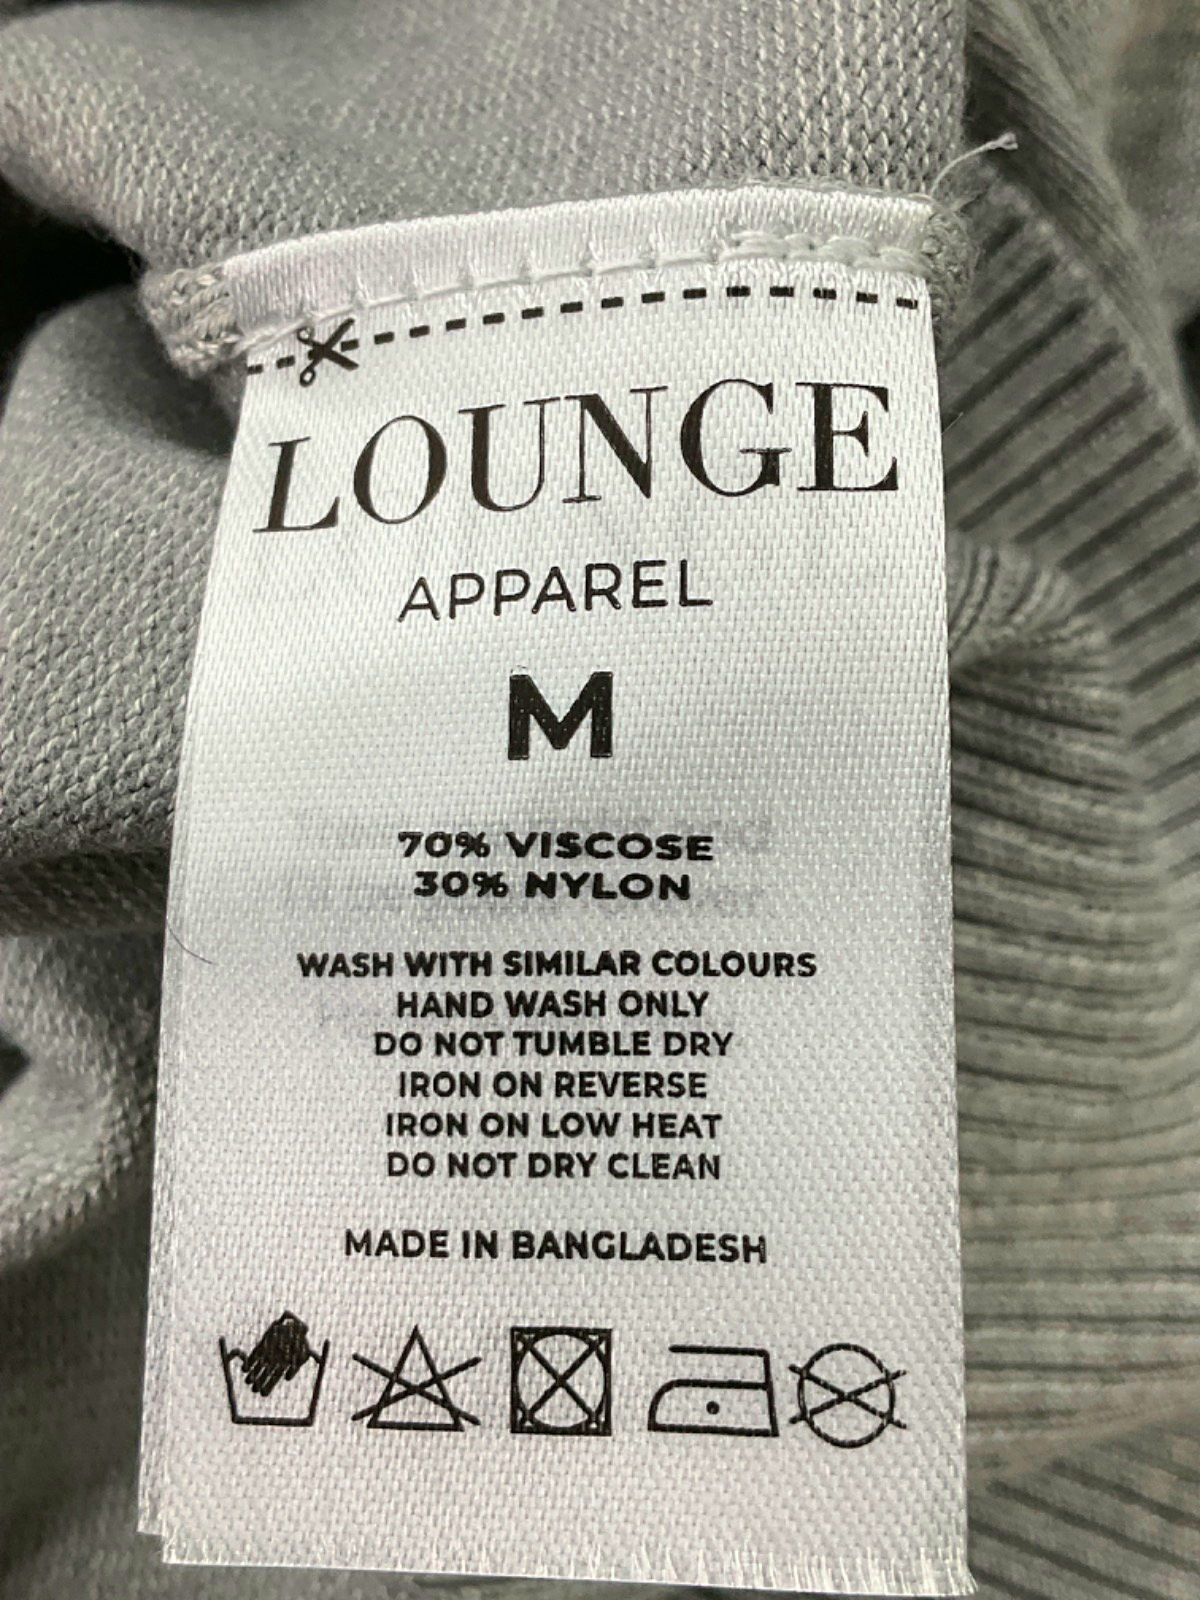 LOUNGE
APPAREL
M
70% VISCOSE
30% NYLON
WASH WITH SIMILAR COLOURS
HAND WASH ONLY
DO NOT TUMBLE DRY
IRON ON REVERSE
IRON ON LOW HEAT
DO NOT DRY CLEAN
MADE IN BANGLADESH